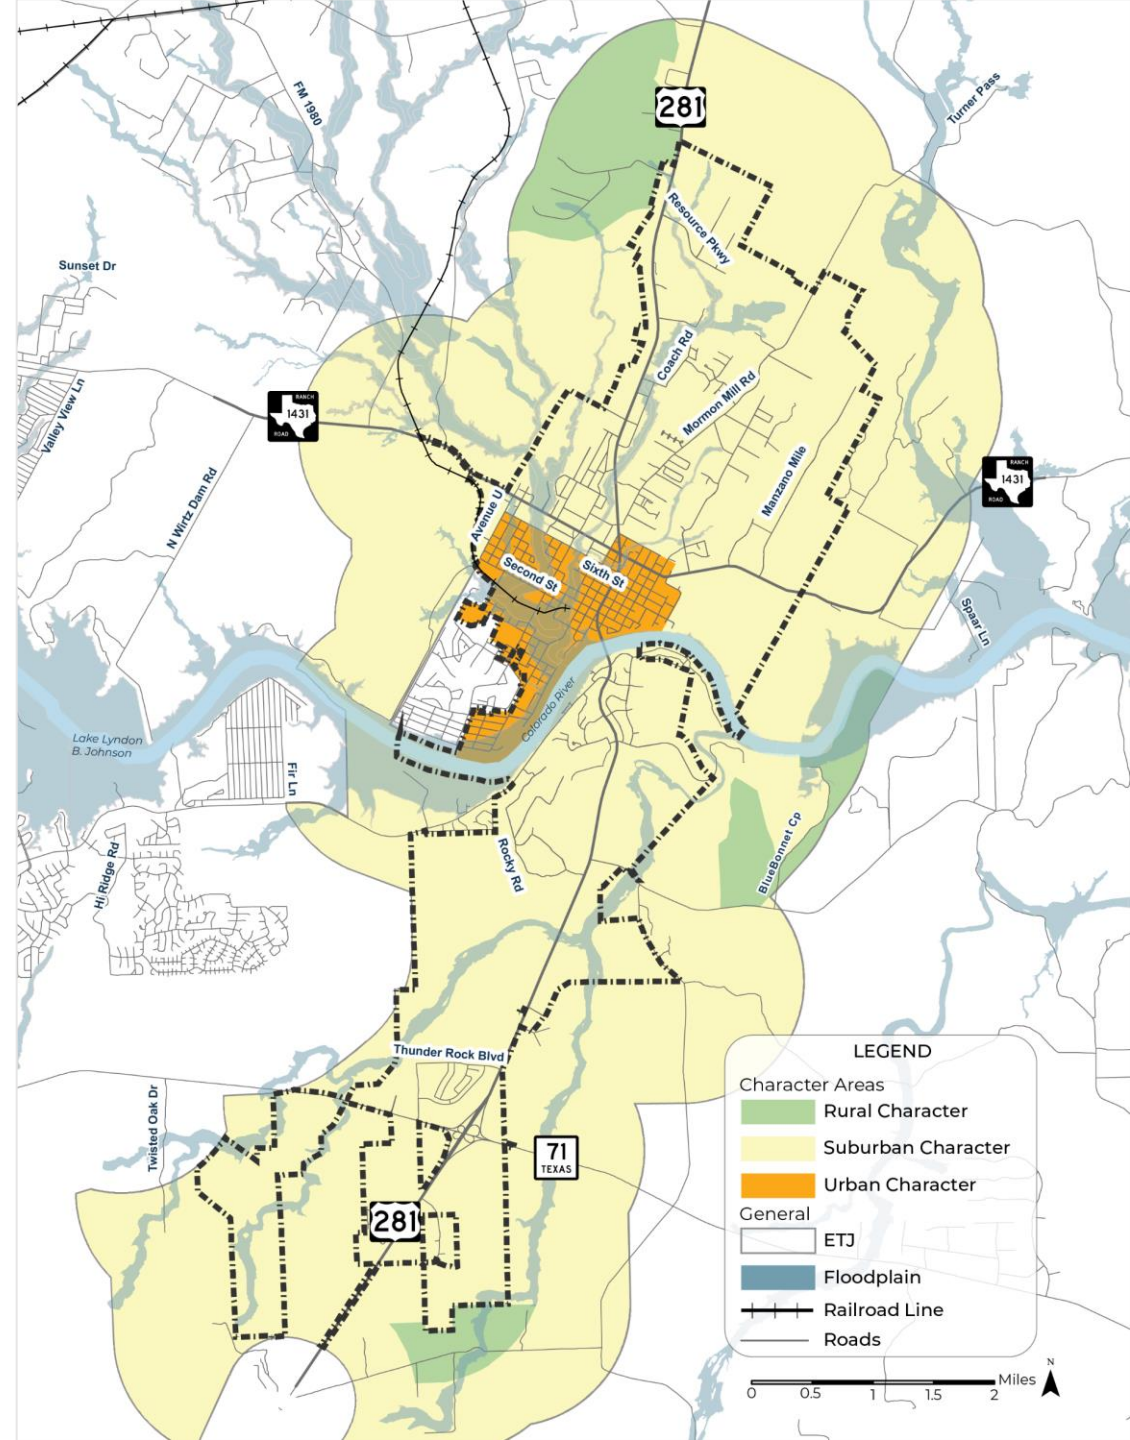 281
Turner Pass
FM 1980
Resource Pkwy
Sunset Dr
Coach Rd
Mormon Mill Rd
Valley View Ln
RANCH
1431
ROAD
N Wirtz Dam Rd
Manzano Mile
RANCH
1431
ROAD
Avenue U
Second St
Sixth St
Spaar Ln
Colorado River
Lake Lyndon
B. Johnson
Fir Ln
Hi Ridge Rd
Rocky Rd
BlueBonnet Cp
Thunder Rock Blvd
Twisted Oak Dr
71
TEXAS
281
LEGEND
Character Areas
Rural Character
Suburban Character
Urban Character
General
ETJ
Floodplain
Railroad Line
Roads
Miles
0 0.5 1 1.5 2
N